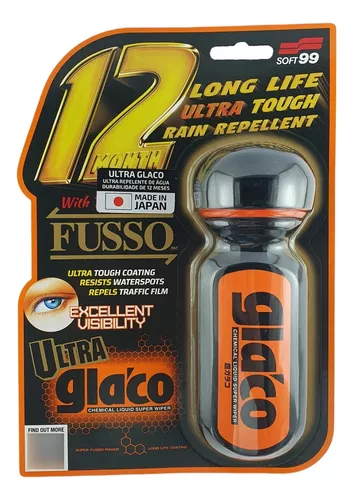 12
MONTH
LONG LIFE
ULTRA TOUGH
RAIN REPELLENT
SOFT99
ULTRA GLACO
ULTRA REPELENTE DE ÁGUA
DURABILIDADE DE 12 MESES
MADE IN
JAPAN
With
FUSSO
ULTRA TOUGH COATING
RESISTS WATERSPOTS
REPELS TRAFFIC FILM
EXCELLENT
VISIBILITY
ULTRA
glaco
CHEMICAL LIQUID SUPER WIPER
FIND OUT MORE
SUPER FUSSO POWER
LONG LIFE COATING
glaco
CHEMICAL LIQUID SUPER WIPER